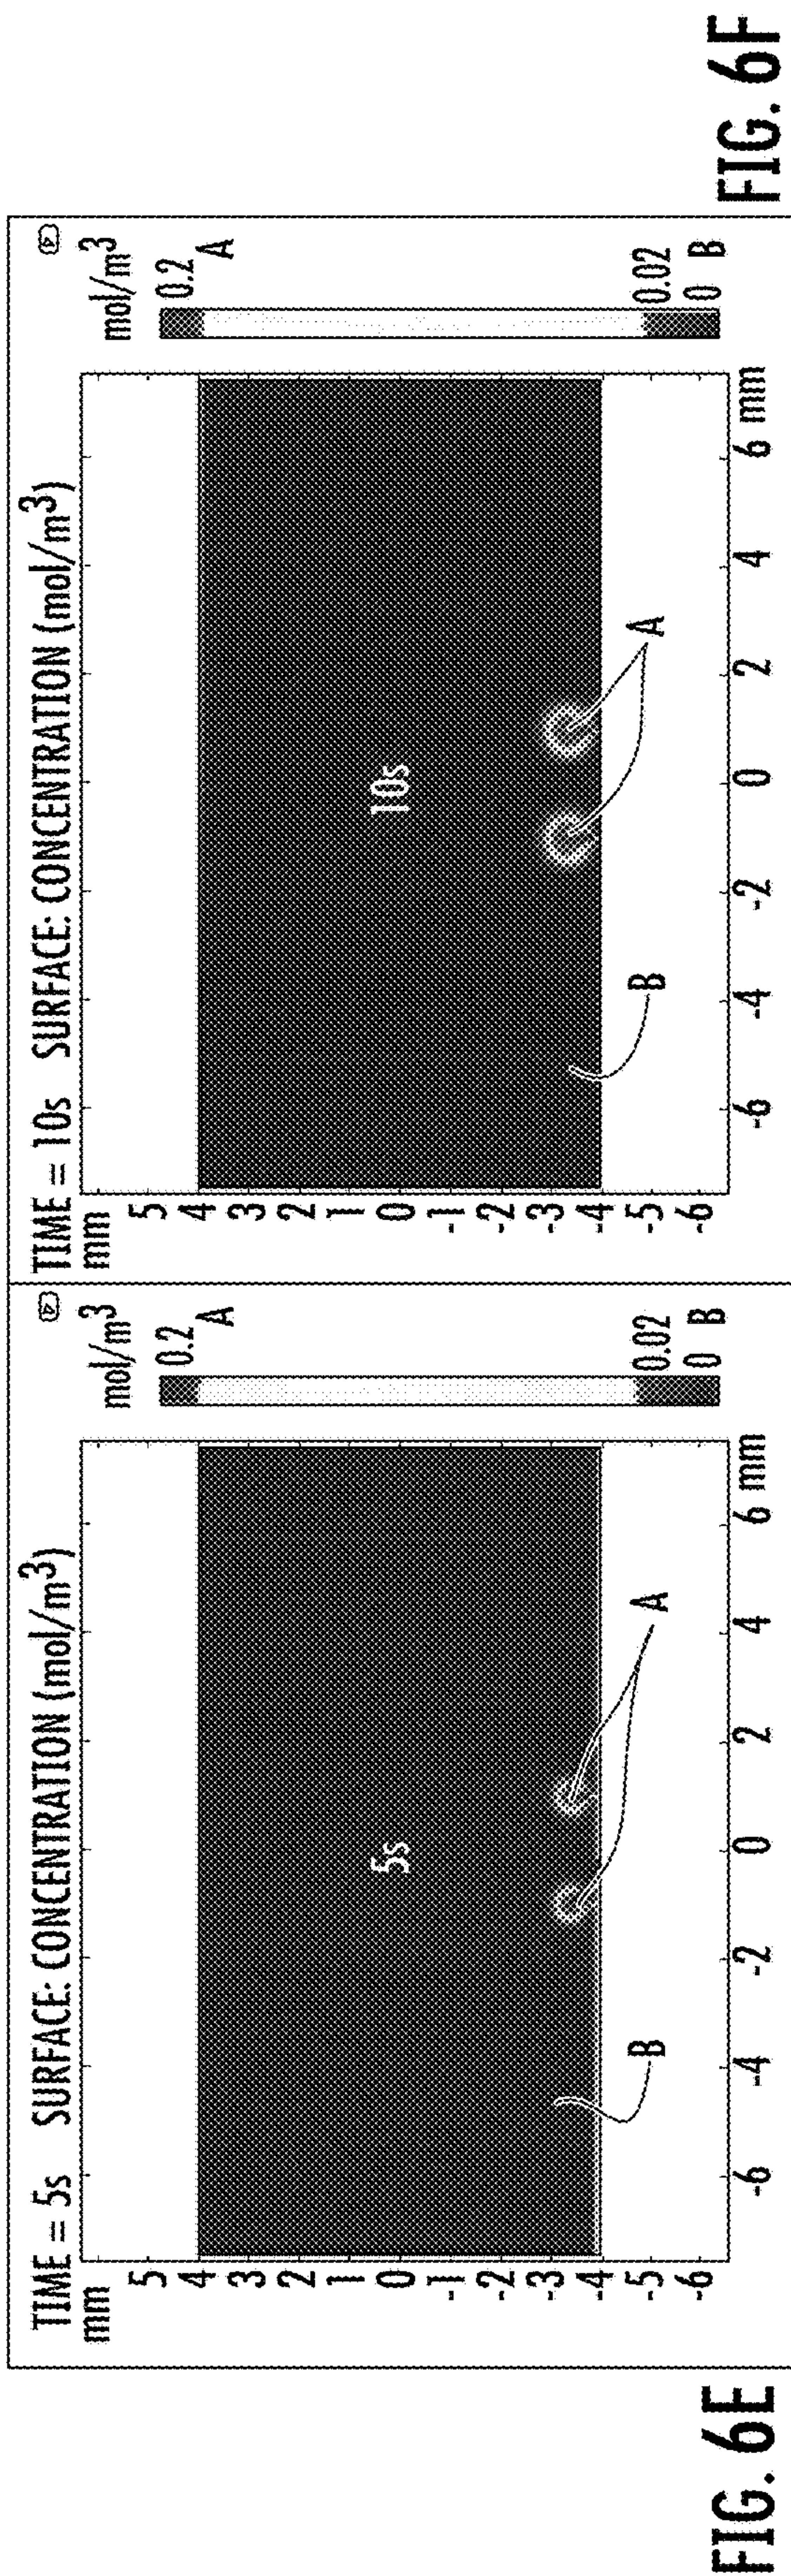 TIME = 5s SURFACE: CONCENTRATION (mol/m3)
mm
mol/m3
5
4
3
2
1
0
-1
-2
-3
-4
-5
-6
5s
0.2
A
0.02
0
B
B
A
-6
-4
-2
0
2
4
6 mm
FIG. 6E
TIME = 10s SURFACE: CONCENTRATION (mol/m3)
mm
mol/m3
5
4
3
2
1
0
-1
-2
-3
-4
-5
-6
10s
0.2
A
0.02
0
B
B
A
-6
-4
-2
0
2
4
6 mm
FIG. 6F